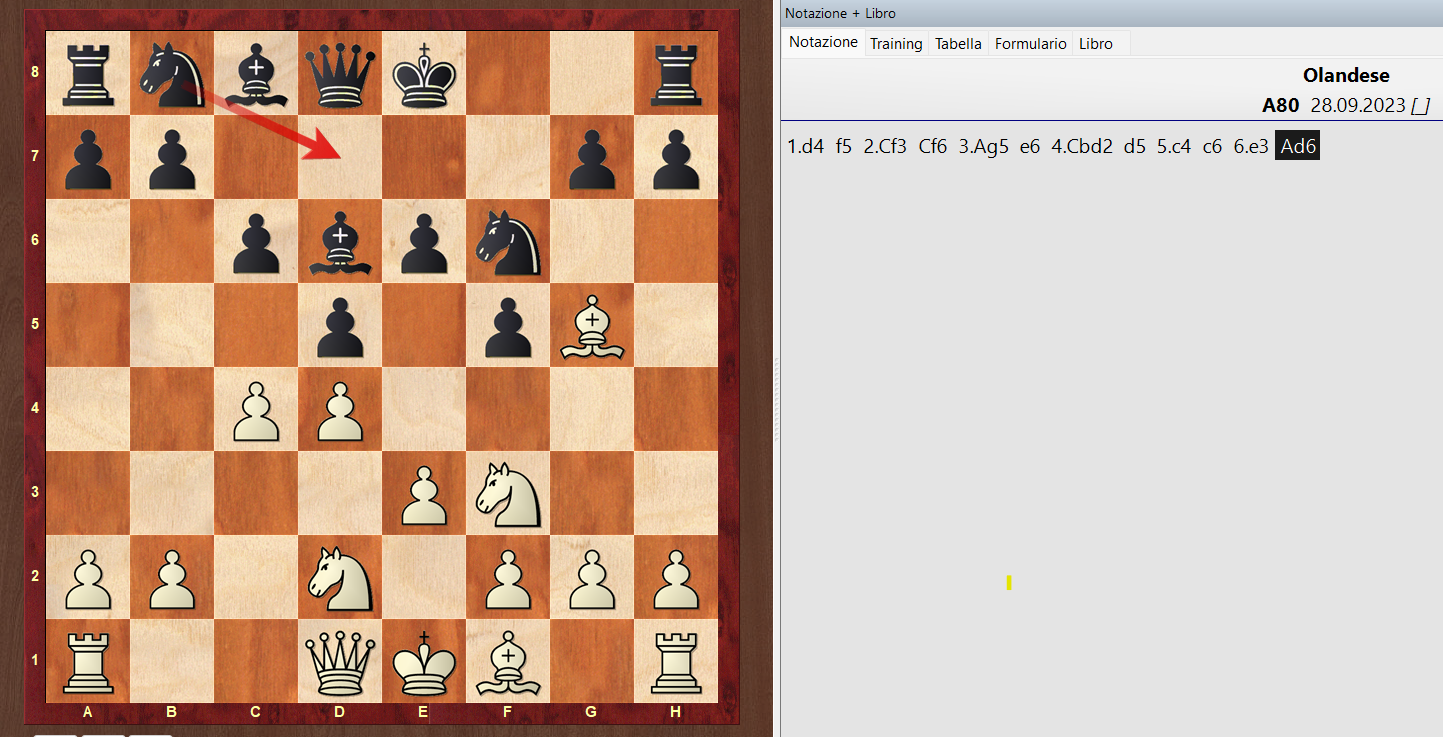 8
7
6
5
4
3
2
1
A B C D E F G H
Notazione + Libro
Notazione Training Tabella Formulario Libro
Olandese
A80 28.09.2023 [_]
1.d4 f5 2.Cf3 Cf6 3.Ag5 e6 4.Cbd2 d5 5.c4 c6 6.e3 Ad6